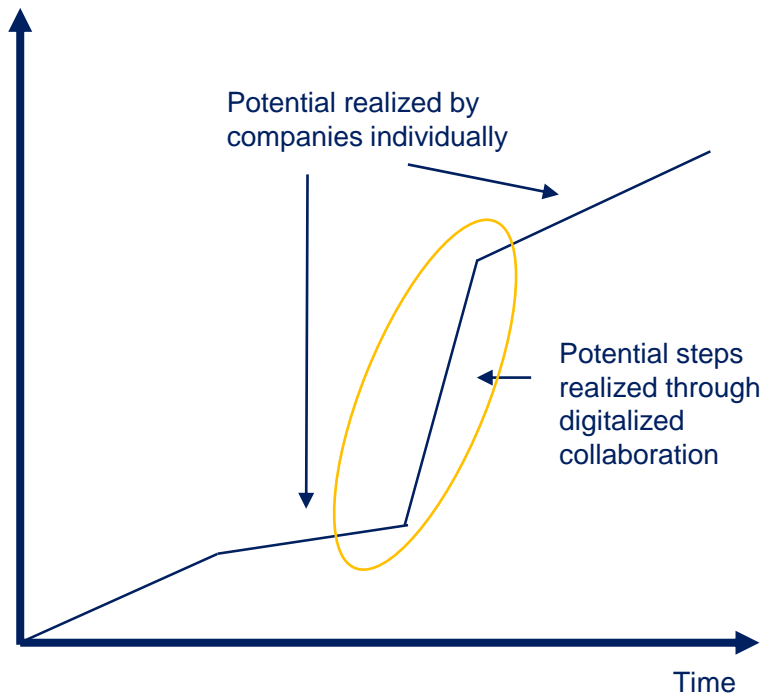 Potential realized by
companies individually
Potential steps
realized through
digitalized
collaboration
Time